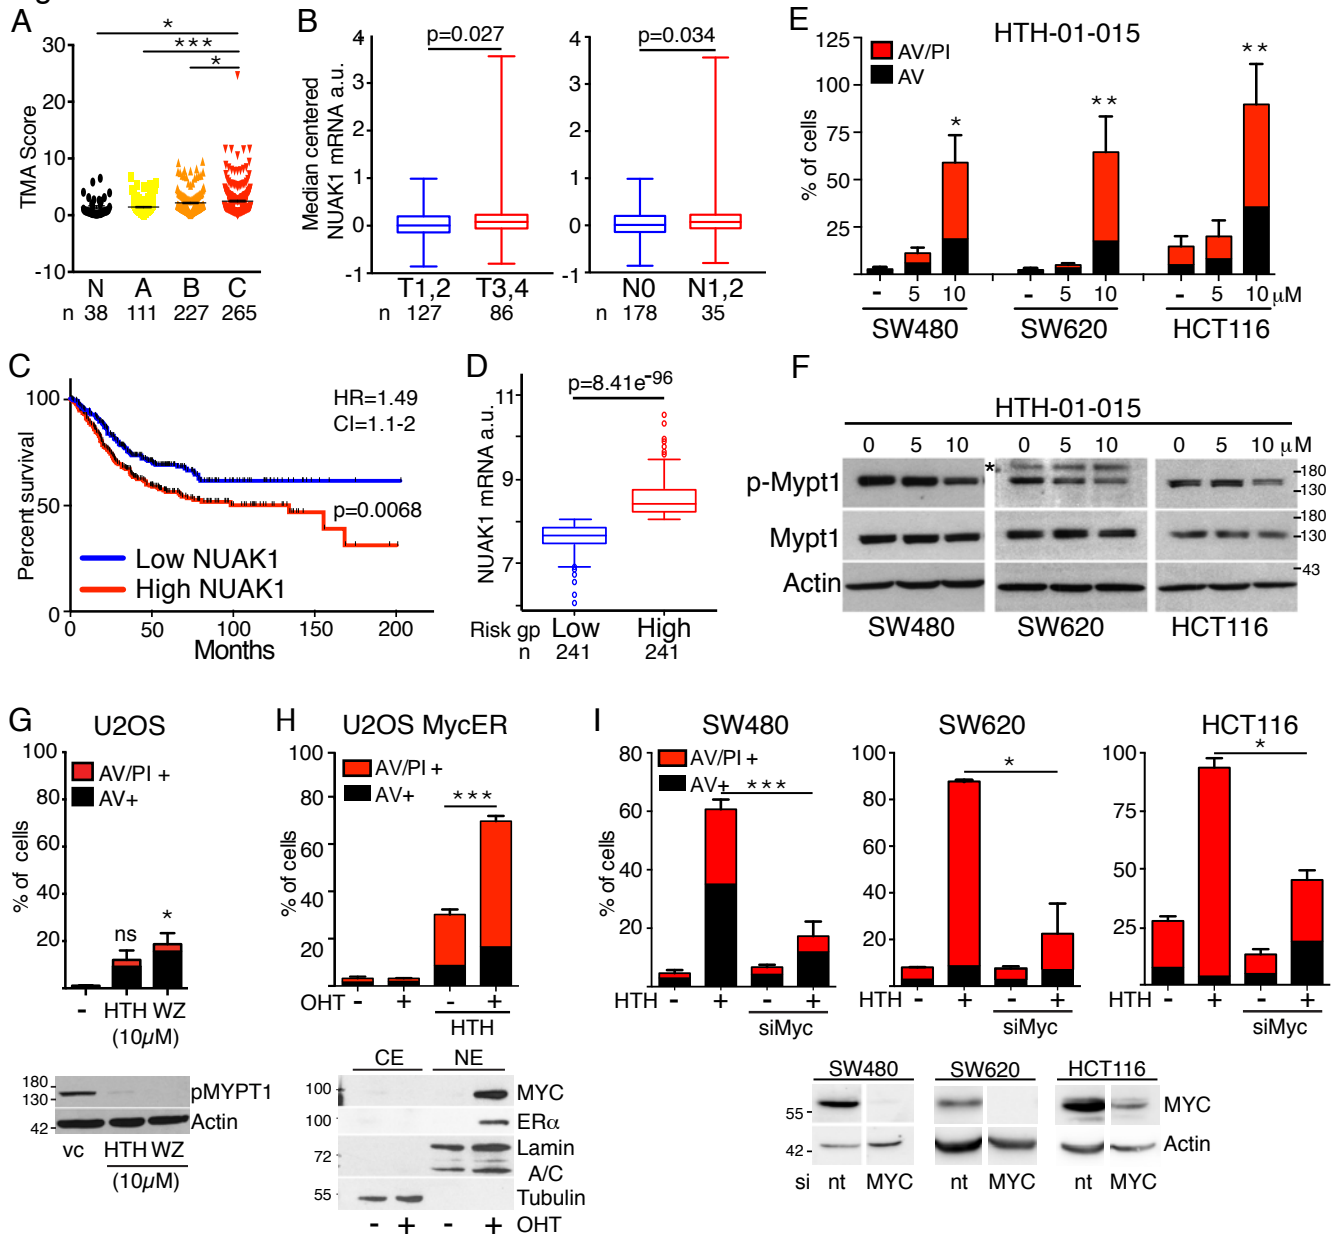 A
*
***
*
TMA Score
30
20
10
0
-10
N A B C
n 38 111 227 265
B
Median centered
NUAK1 mRNA a.u.
p=0.027
4
3
2
1
0
-1
T1,2 T3,4
n 127 86
p=0.034
4
3
2
1
0
-1
N0 N1,2
n 178 35
E
HTH-01-015
AV/PI
AV
% of cells
125
100
75
50
25
* ** **
- 5 10 - 5 10 - 5 10 µM
SW480 SW620 HCT116
C
Percent survival
100
50
0
HR=1.49
CI=1.1-2
p=0.0068
Low NUAK1
High NUAK1
0 50 100 150 200
Months
D
NUAK1 mRNA a.u.
p=8.41e-96
11
9
7
Risk gp Low High
n 241 241
F
HTH-01-015
0 5 10 0 5 10 0 5 10 µM
p-Mypt1 * -180
-130
Mypt1 -180
-130
Actin -43
SW480 SW620 HCT116
G
U2OS
AV/PI +
AV+
% of cells
100
80
60
40
20
ns *
- HTH WZ
(10µM)
180
130
pMYPT1
42
Actin
vc HTH WZ
(10µM)
H
U2OS MycER
AV/PI +
AV+
% of cells
100
80
60
40
20
***
OHT - + - +
HTH
CE NE
100 MYC
100 ERα
72 Lamin
A/C
55 Tubulin
- + - + OHT
I
SW480
AV/PI +
AV+
% of cells
80
60
40
20
0
***
HTH - + - +
siMyc
SW620
100
80
60
40
20
*
HTH - + - +
siMyc
HCT116
100
75
50
25
*
HTH - + - +
siMyc
SW480 SW620 HCT116
55- MYC
42- Actin
si nt MYC nt MYC nt MYC